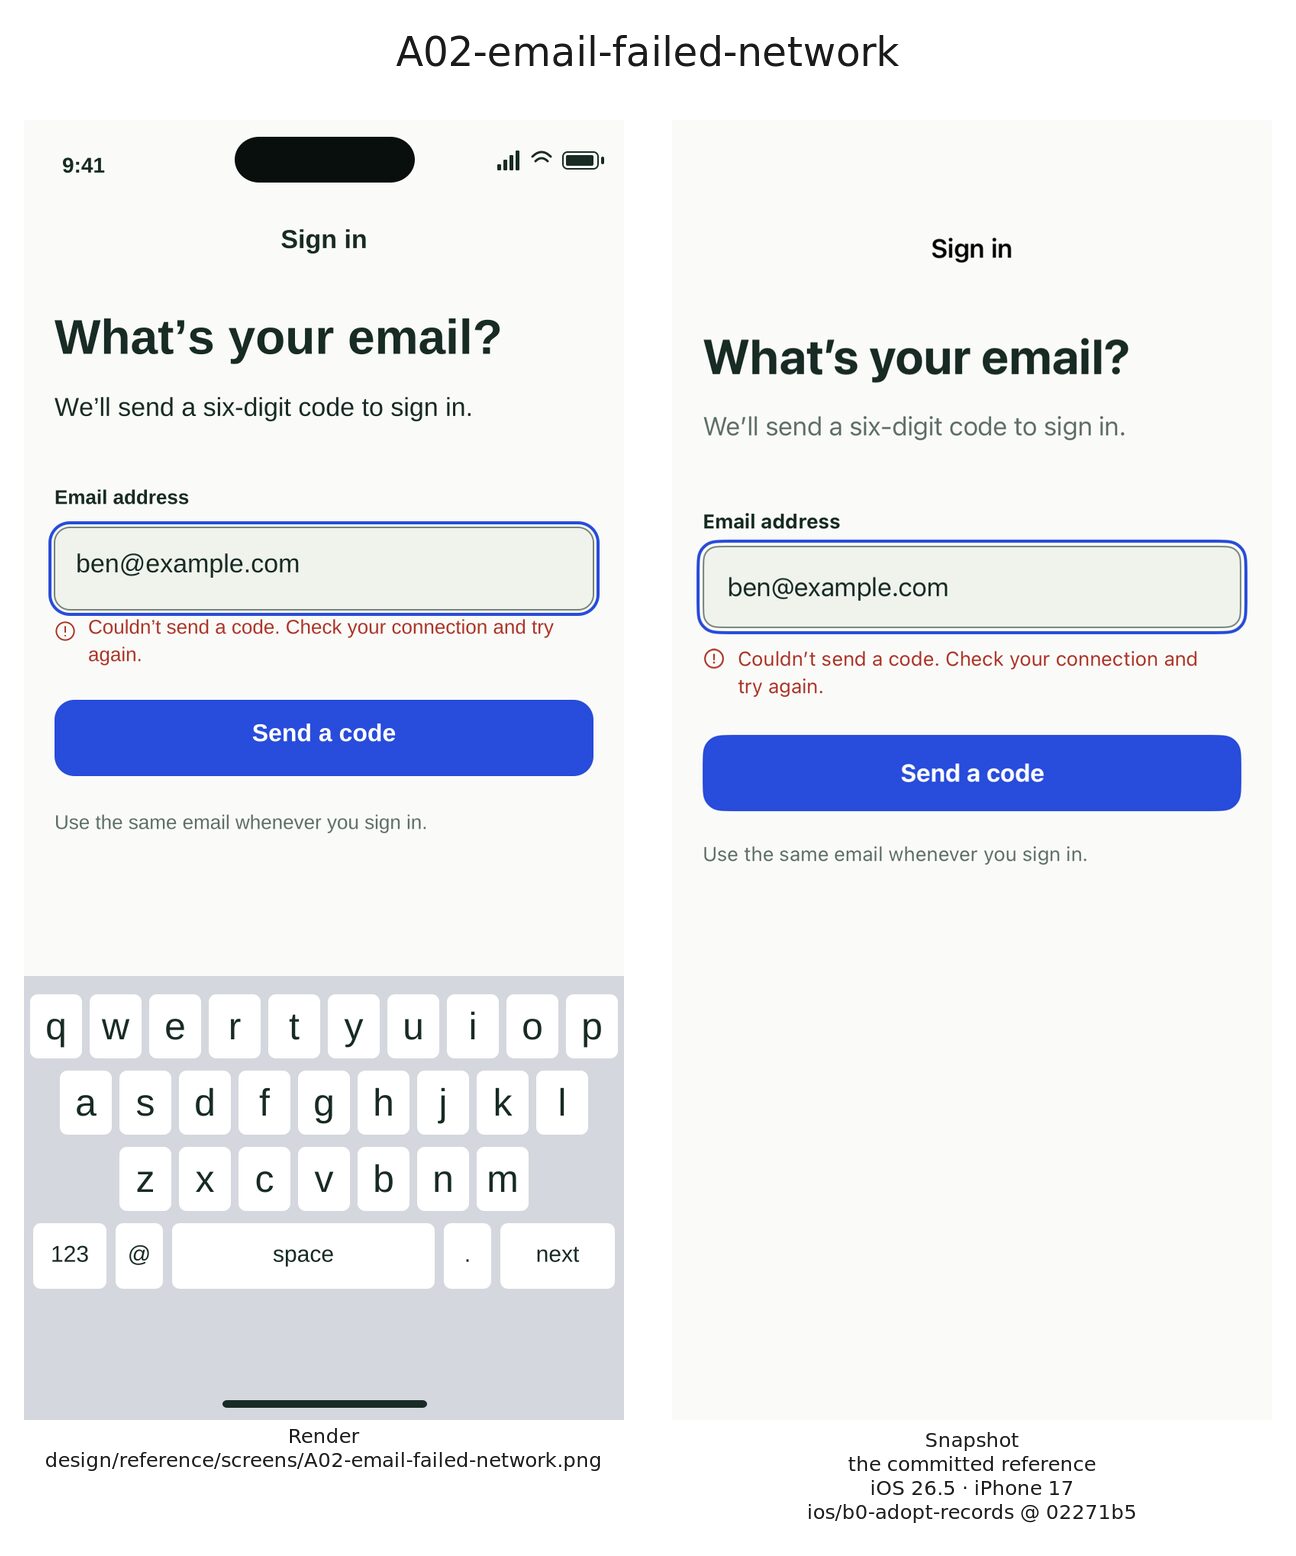 A02-email-failed-network
9:41
Sign in
What’s your email?
We’ll send a six-digit code to sign in.
Email address
ben@example.com
Couldn’t send a code. Check your connection and try
again.
Send a code
Use the same email whenever you sign in.
q w e r t y u i o p
a s d f g h j k l
z x c v b n m
123 @ space . next
Render
design/reference/screens/A02-email-failed-network.png
Sign in
What’s your email?
We’ll send a six-digit code to sign in.
Email address
ben@example.com
Couldn’t send a code. Check your connection and
try again.
Send a code
Use the same email whenever you sign in.
Snapshot
the committed reference
iOS 26.5 · iPhone 17
ios/b0-adopt-records @ 02271b5